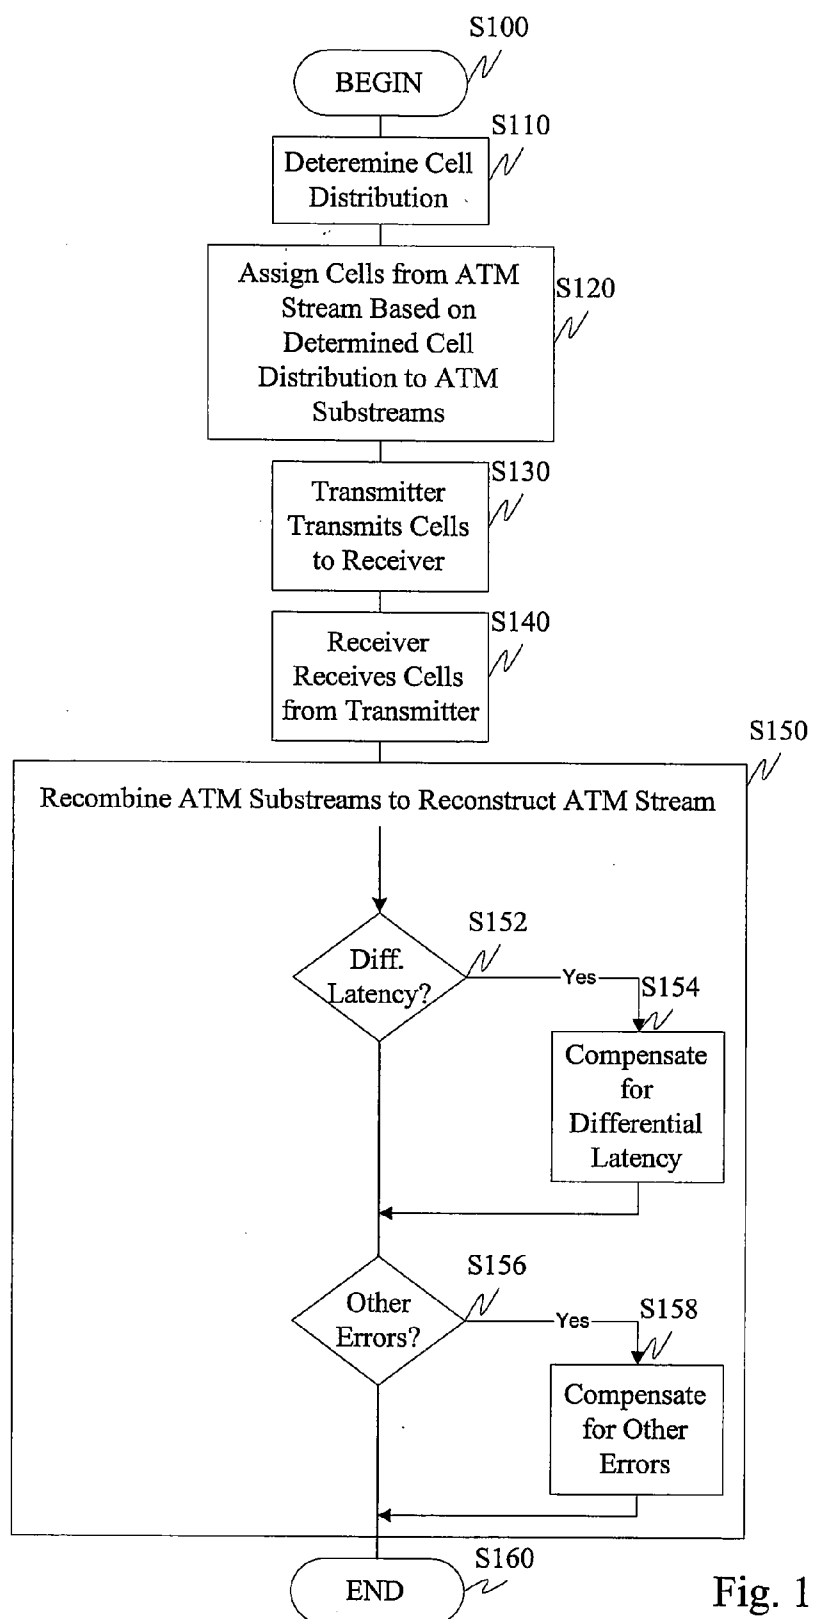 S100
BEGIN
S110
Deteremine Cell
Distribution
Assign Cells from ATM
Stream Based on
Determined Cell
Distribution to ATM
Substreams
S120
S130
Transmitter
Transmits Cells
to Receiver
S140
Receiver
Receives Cells
from Transmitter
S150
Recombine ATM Substreams to Reconstruct ATM Stream
S152
Diff.
Latency?
Yes
S154
Compensate
for
Differential
Latency
S156
Other
Errors?
Yes
S158
Compensate
for Other
Errors
S160
END
Fig. 1